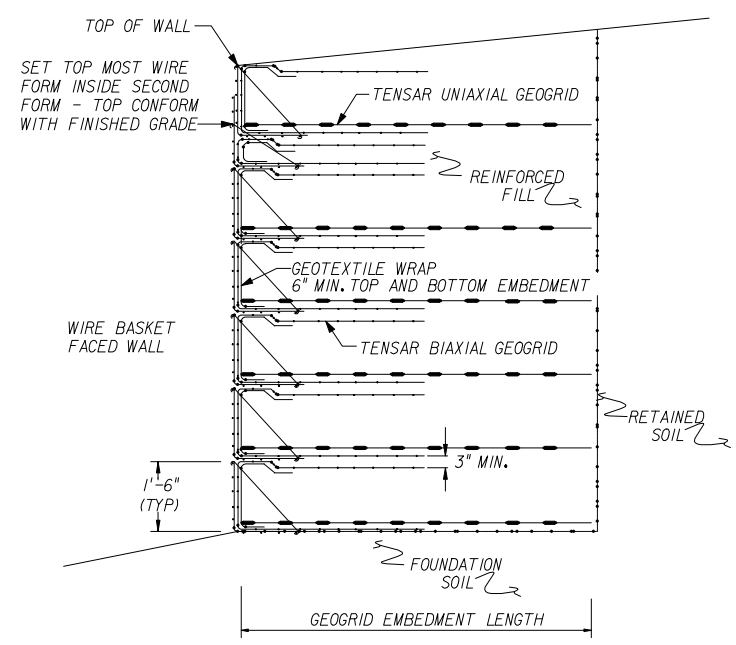 TOP OF WALL
SET TOP MOST WIRE
FORM INSIDE SECOND
FORM - TOP CONFORM
WITH FINISHED GRADE
TENSAR UNIAXIAL GEOGRID
REINFORCED
FILL
GEOTEXTILE WRAP
6" MIN. TOP AND BOTTOM EMBEDMENT
WIRE BASKET
FACED WALL
TENSAR BIAXIAL GEOGRID
RETAINED
SOIL
3" MIN.
1'-6"
(TYP)
FOUNDATION
SOIL
GEOGRID EMBEDMENT LENGTH